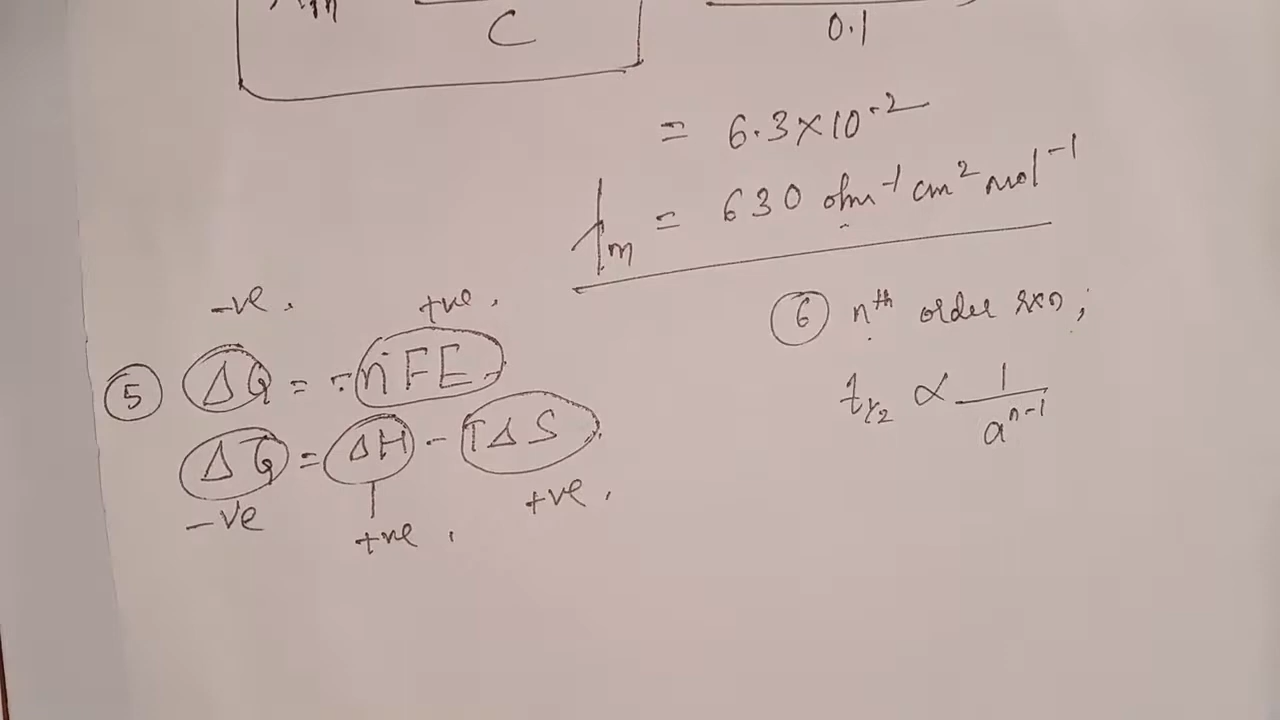 m
C
0.1
= 6.3×10⁻²
λm = 630 ohm⁻¹ cm² mol⁻¹
-ve. +ve.
⑤ ΔG = -nFE
ΔG = ΔH - TΔS
-ve +ve. +ve.
⑥ nth order rxn;
t1/2 ∝ 1/aⁿ⁻¹